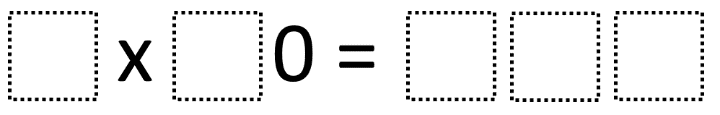 x 0 =